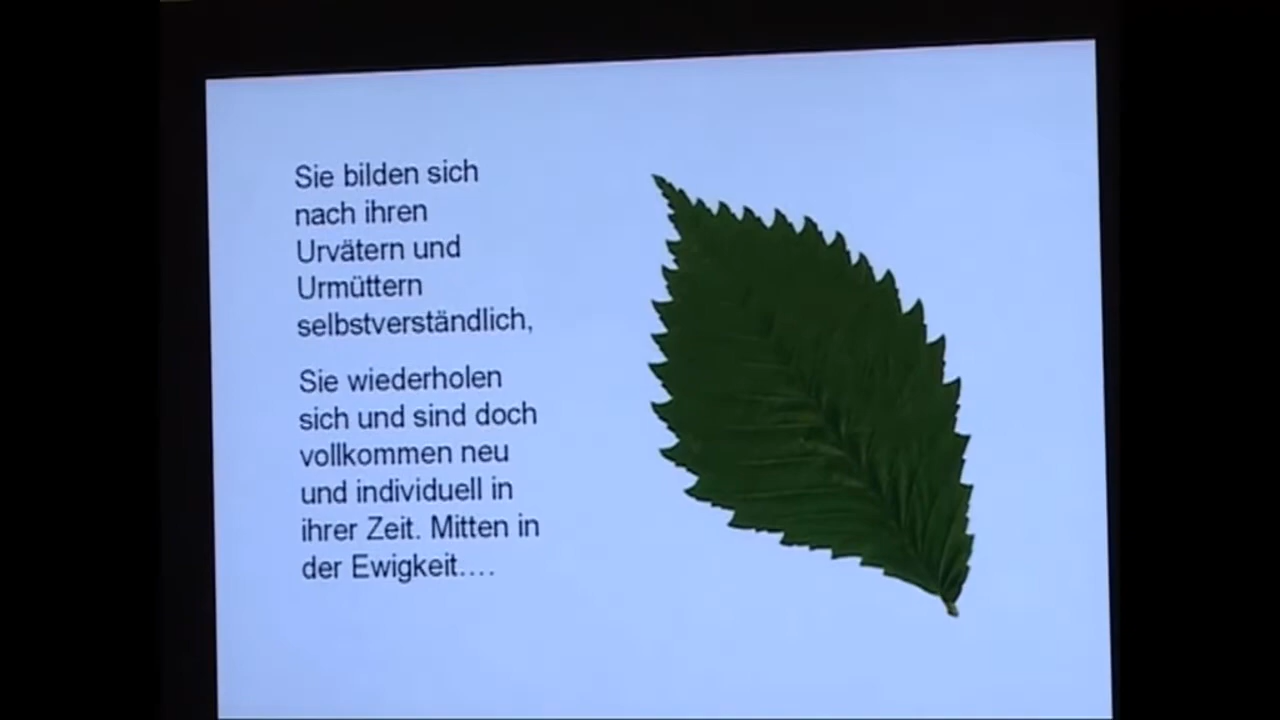 Sie bilden sich
nach ihren
Urvätern und
Urmüttern
selbstverständlich,
Sie wiederholen
sich und sind doch
vollkommen neu
und individuell in
ihrer Zeit. Mitten in
der Ewigkeit....